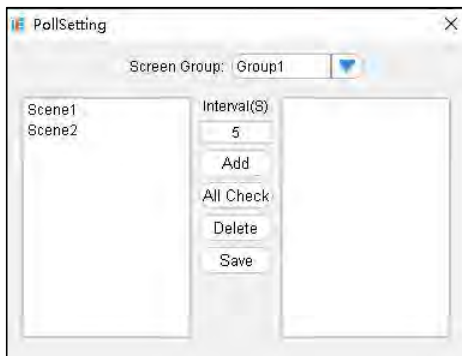 PollSetting
Screen Group: Group1
Scene1
Scene2
Interval(S)
5
Add
All Check
Delete
Save